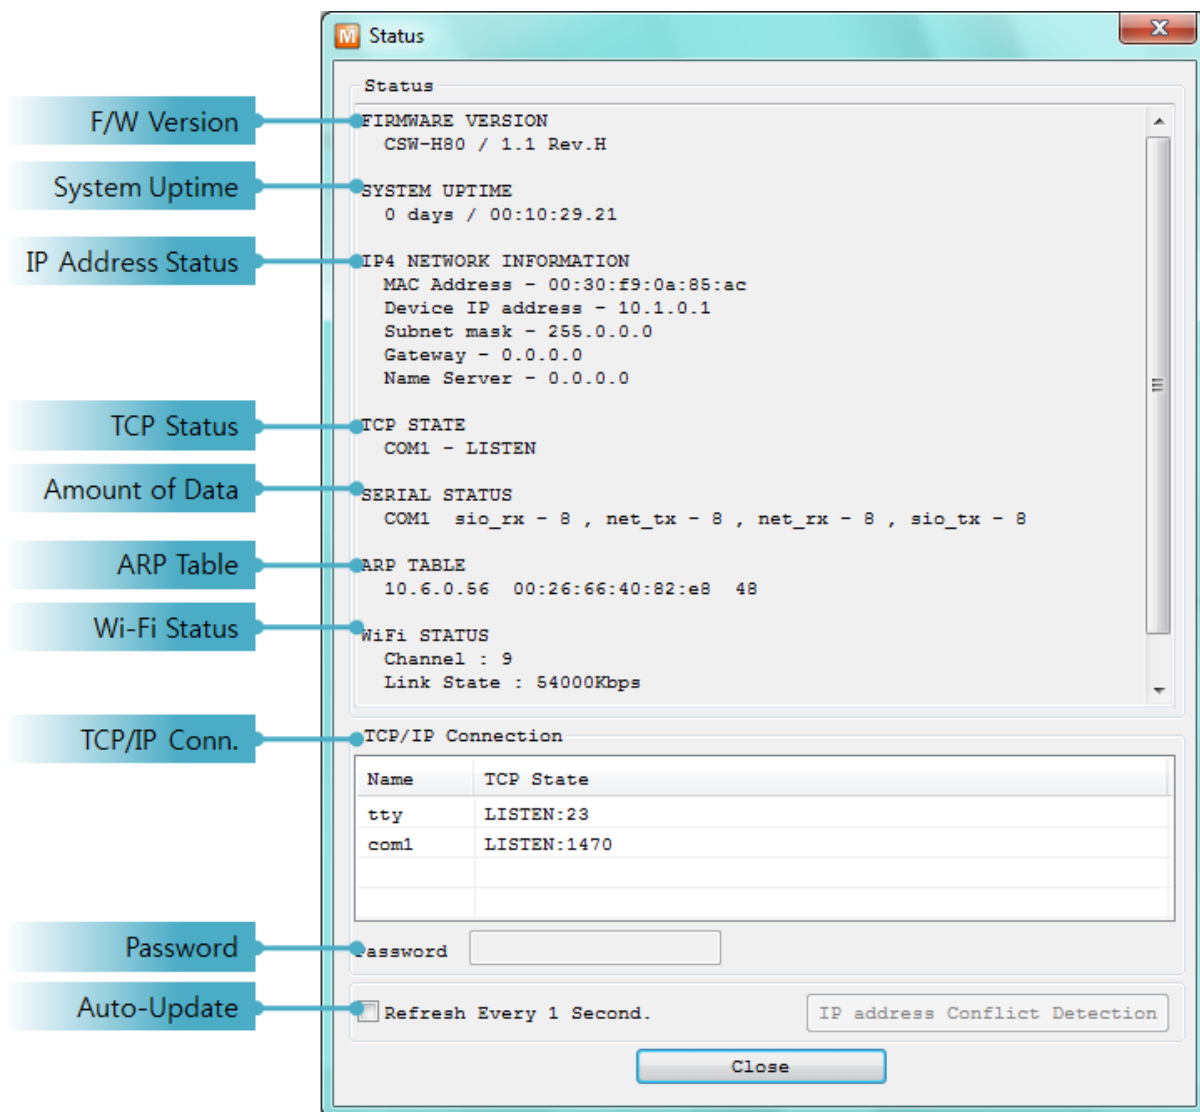 M Status X
Status
F/W Version
FIRMWARE VERSION
CSW-H80 / 1.1 Rev.H
System Uptime
SYSTEM UPTIME
0 days / 00:10:29.21
IP Address Status
IP4 NETWORK INFORMATION
MAC Address - 00:30:f9:0a:85:ac
Device IP address - 10.1.0.1
Subnet mask - 255.0.0.0
Gateway - 0.0.0.0
Name Server - 0.0.0.0
TCP Status
TCP STATE
COM1 - LISTEN
Amount of Data
SERIAL STATUS
COM1 sio_rx - 8 , net_tx - 8 , net_rx - 8 , sio_tx - 8
ARP Table
ARP TABLE
10.6.0.56 00:26:66:40:82:e8 48
Wi-Fi Status
WiFi STATUS
Channel : 9
Link State : 54000Kbps
TCP/IP Conn.
TCP/IP Connection
Name TCP State
tty LISTEN:23
com1 LISTEN:1470
Password
Password
Auto-Update
Refresh Every 1 Second. IP address Conflict Detection
Close